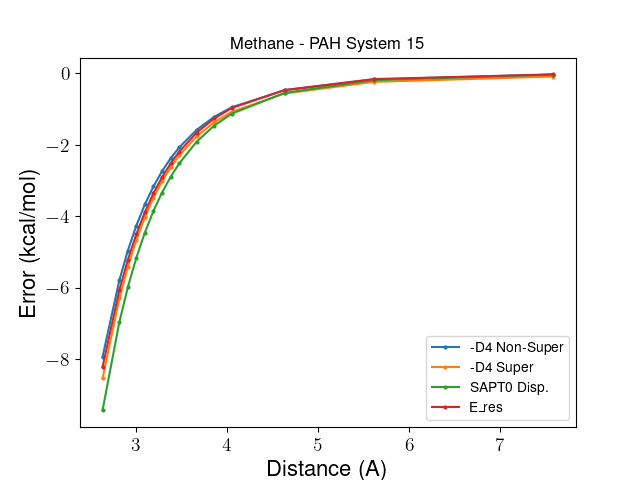 Methane - PAH System 15
Error (kcal/mol)
0
−2
−4
−6
−8
3
4
5
6
7
Distance (A)
-D4 Non-Super
-D4 Super
SAPT0 Disp.
E_res